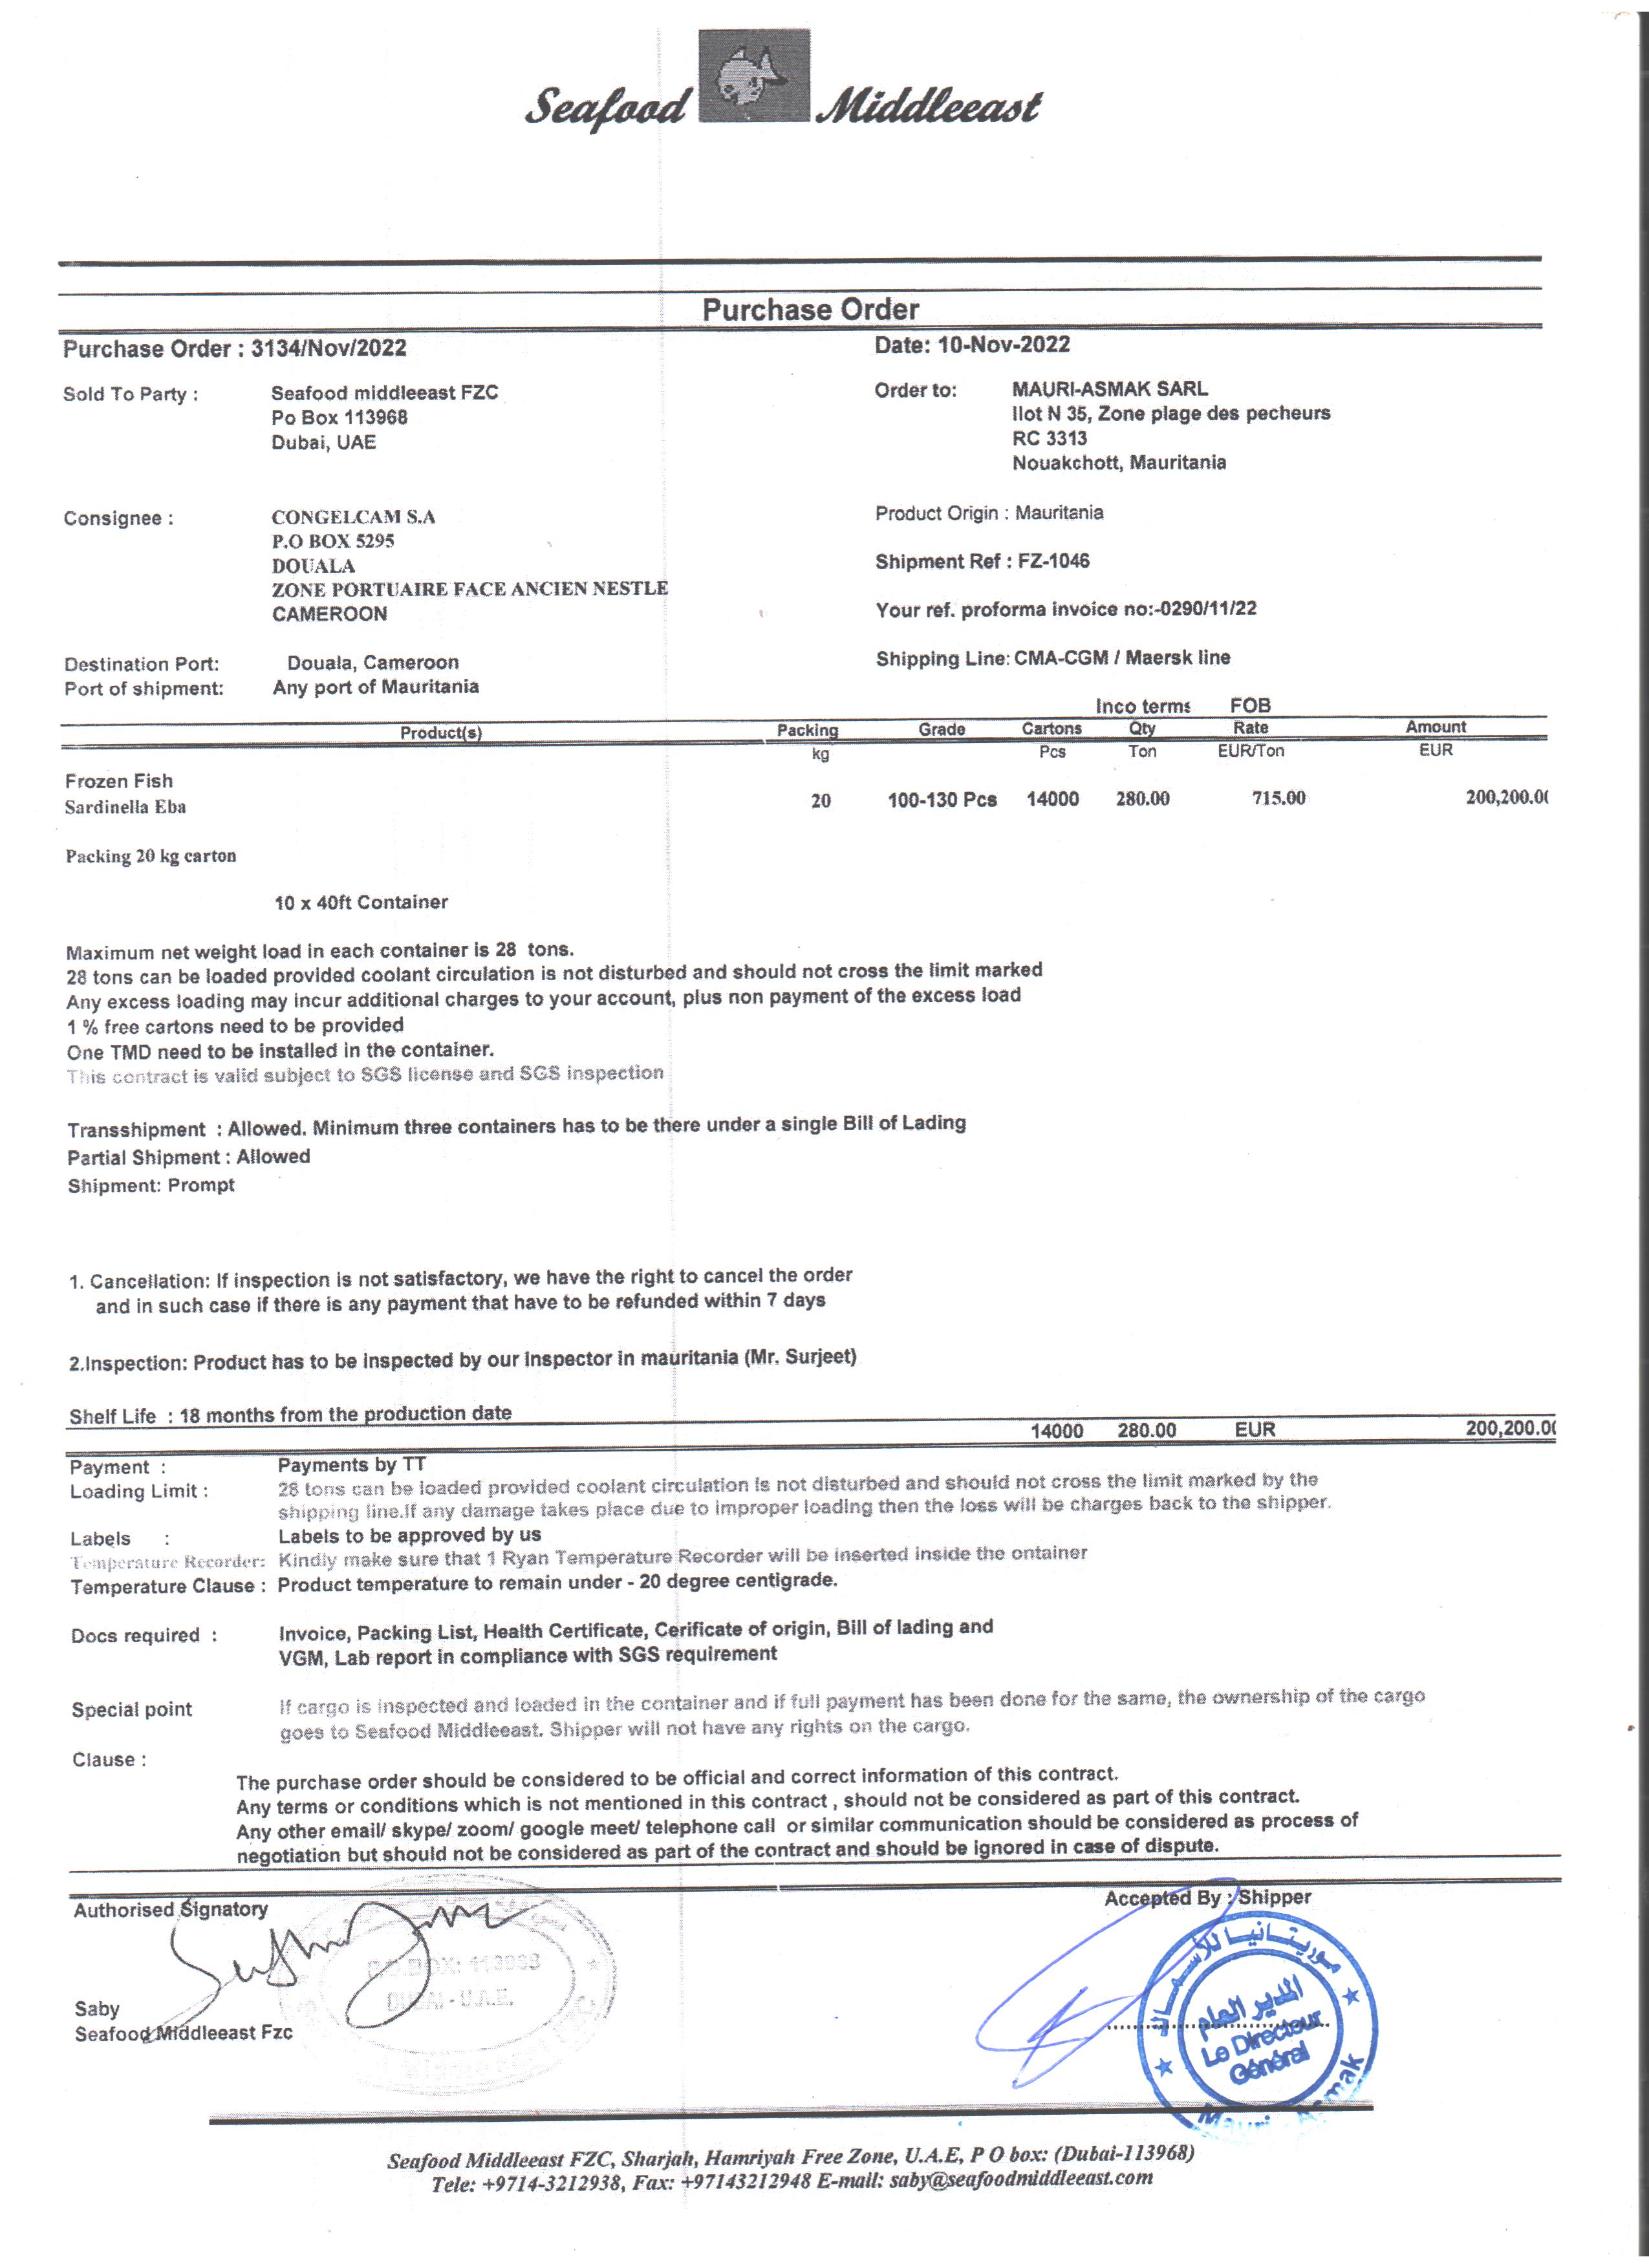 Seafood Middleeast
Purchase Order
Purchase Order : 3134/Nov/2022
Date: 10-Nov-2022
Sold To Party :
Seafood middleeast FZC
Po Box 113968
Dubai, UAE
Order to:
MAURI-ASMAK SARL
Ilot N 35, Zone plage des pecheurs
RC 3313
Nouakchott, Mauritania
Consignee :
CONGELCAM S.A
P.O BOX 5295
DOUALA
ZONE PORTUAIRE FACE ANCIEN NESTLE
CAMEROON
Product Origin : Mauritania
Shipment Ref : FZ-1046
Your ref. proforma invoice no:-0290/11/22
Destination Port: Douala, Cameroon
Port of shipment: Any port of Mauritania
Shipping Line: CMA-CGM / Maersk line
Inco terms FOB
Product(s) Packing Grade Cartons Qty Rate Amount
kg Pcs Ton EUR/Ton EUR
Frozen Fish
Sardinella Eba 20 100-130 Pcs 14000 280.00 715.00 200,200.0(
Packing 20 kg carton
10 x 40ft Container
Maximum net weight load in each container is 28 tons.
28 tons can be loaded provided coolant circulation is not disturbed and should not cross the limit marked
Any excess loading may incur additional charges to your account, plus non payment of the excess load
1 % free cartons need to be provided
One TMD need to be installed in the container.
This contract is valid subject to SGS license and SGS inspection
Transshipment : Allowed. Minimum three containers has to be there under a single Bill of Lading
Partial Shipment : Allowed
Shipment: Prompt
1. Cancellation: If inspection is not satisfactory, we have the right to cancel the order
and in such case if there is any payment that have to be refunded within 7 days
2.Inspection: Product has to be inspected by our inspector in mauritania (Mr. Surjeet)
Shelf Life : 18 months from the production date
14000 280.00 EUR 200,200.0(
Payment : Payments by TT
Loading Limit : 28 tons can be loaded provided coolant circulation is not disturbed and should not cross the limit marked by the
shipping line.If any damage takes place due to improper loading then the loss will be charges back to the shipper.
Labels : Labels to be approved by us
Temperature Recorder: Kindly make sure that 1 Ryan Temperature Recorder will be inserted inside the ontainer
Temperature Clause : Product temperature to remain under - 20 degree centigrade.
Docs required : Invoice, Packing List, Health Certificate, Cerificate of origin, Bill of lading and
VGM, Lab report in compliance with SGS requirement
Special point If cargo is inspected and loaded in the container and if full payment has been done for the same, the ownership of the cargo
goes to Seafood Middleeast. Shipper will not have any rights on the cargo.
Clause :
The purchase order should be considered to be official and correct information of this contract.
Any terms or conditions which is not mentioned in this contract , should not be considered as part of this contract.
Any other email/ skype/ zoom/ google meet/ telephone call or similar communication should be considered as process of
negotiation but should not be considered as part of the contract and should be ignored in case of dispute.
Authorised Signatory
Accepted By : Shipper
P.O.BOX: 113968
DUBAI - U.A.E.
موريتانيا للأسماك
المدير العام
Le Directeur
Général
Mauri Asmak
Saby
Seafood Middleeast Fzc
Seafood Middleeast FZC, Sharjah, Hamriyah Free Zone, U.A.E, P O box: (Dubai-113968)
Tele: +9714-3212938, Fax: +97143212948 E-mail: saby@seafoodmiddleeast.com